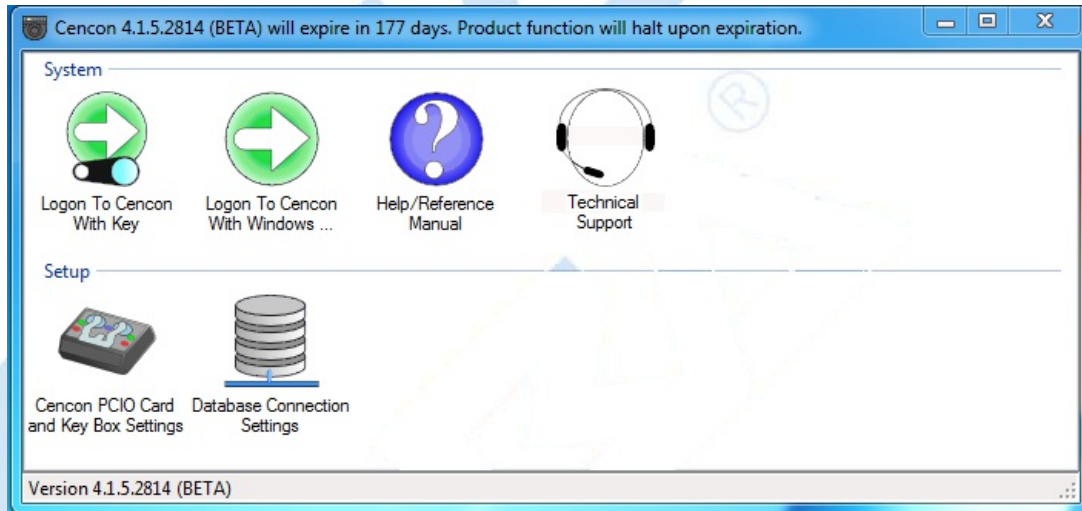 Cencon 4.1.5.2814 (BETA) will expire in 177 days. Product function will halt upon expiration.
System
Logon To Cencon
With Key
Logon To Cencon
With Windows ...
Help/Reference
Manual
Technical
Support
®
Setup
Cencon PCIO Card
and Key Box Settings
Database Connection
Settings
Version 4.1.5.2814 (BETA)